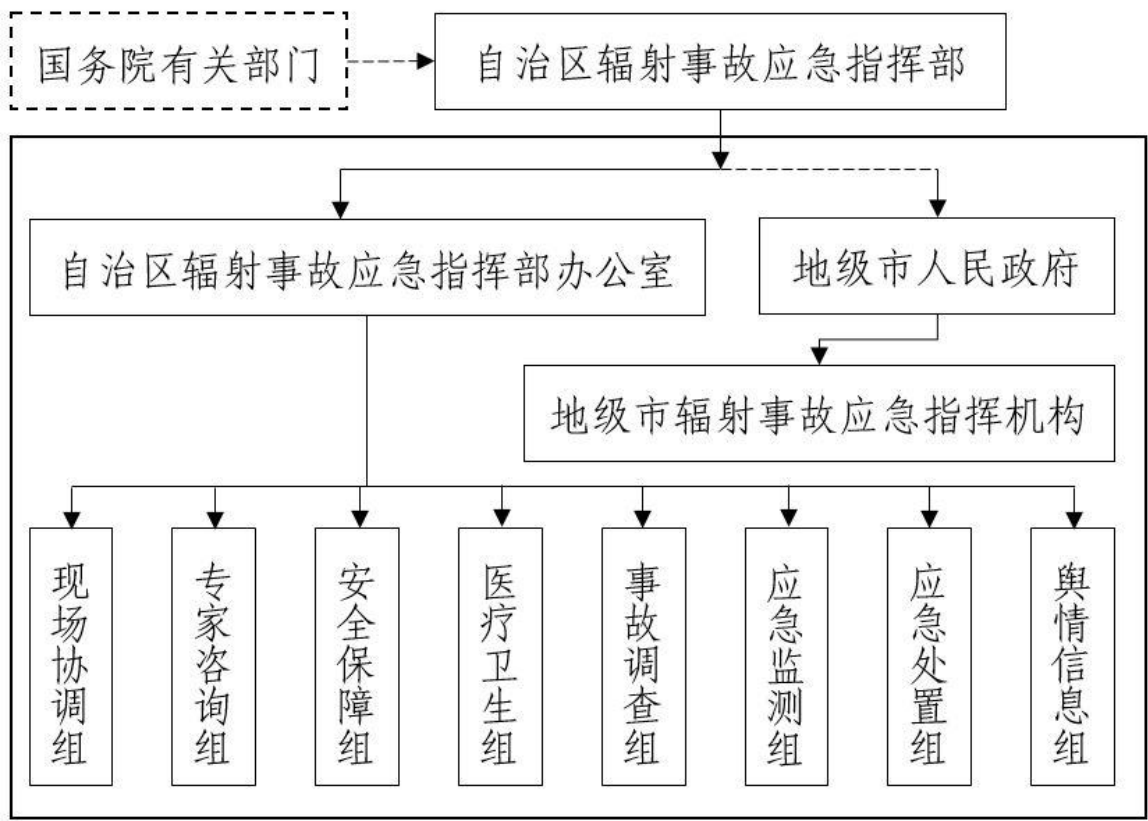 国务院有关部门
自治区辐射事故应急指挥部
自治区辐射事故应急指挥部办公室
地级市人民政府
地级市辐射事故应急指挥机构
现场协调组
专家咨询组
安全保障组
医疗卫生组
事故调查组
应急监测组
应急处置组
舆情信息组